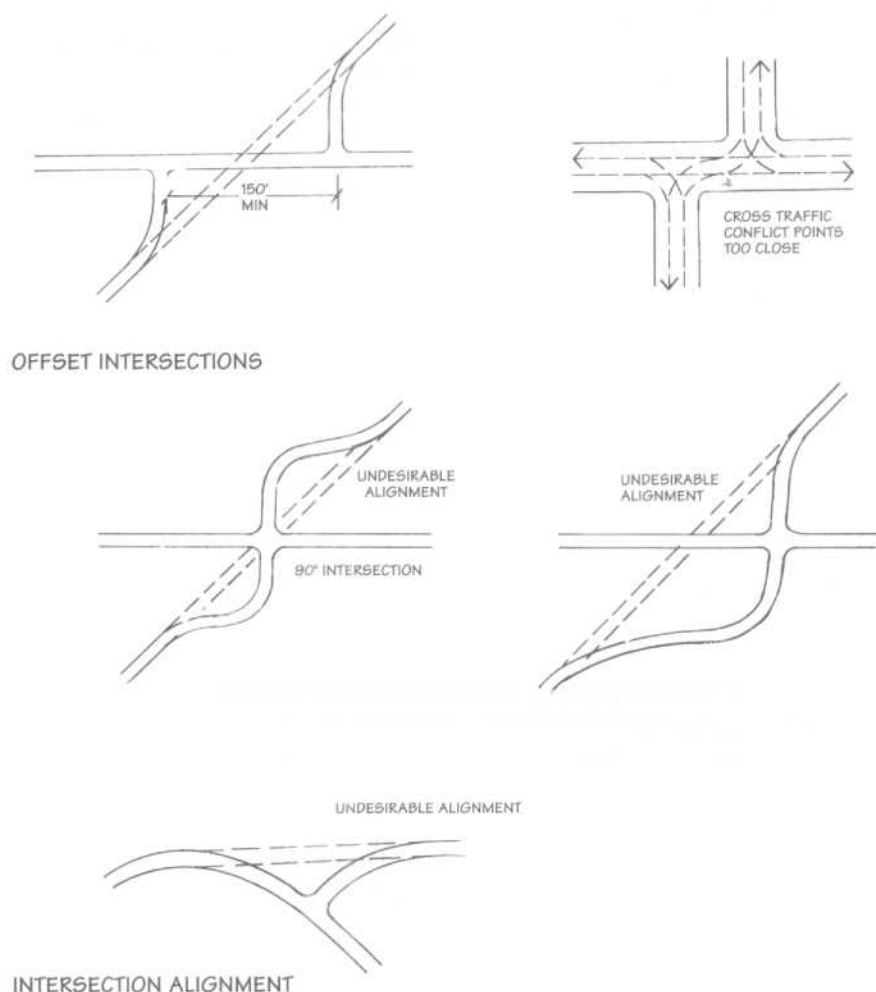 150'
MIN
CROSS TRAFFIC
CONFLICT POINTS
TOO CLOSE
OFFSET INTERSECTIONS
UNDESIRABLE
ALIGNMENT
90° INTERSECTION
UNDESIRABLE
ALIGNMENT
UNDESIRABLE ALIGNMENT
INTERSECTION ALIGNMENT